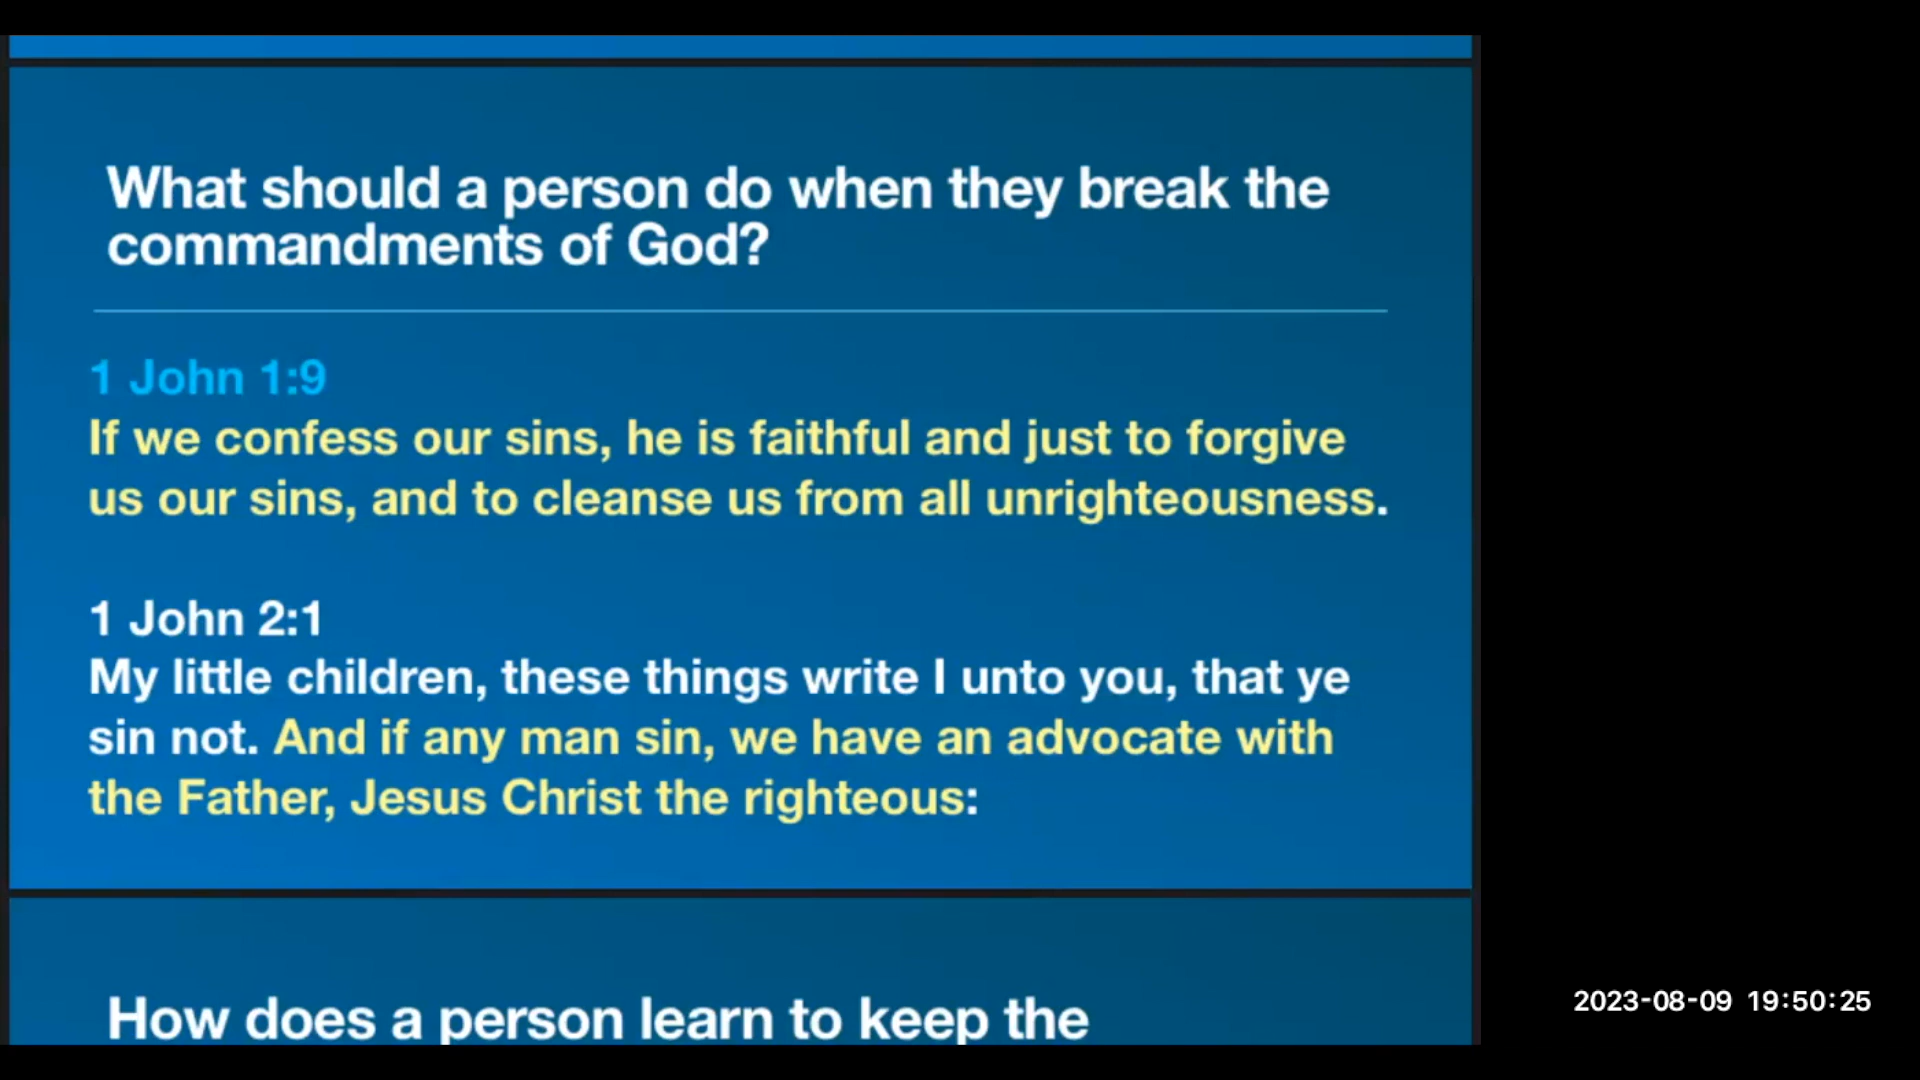 What should a person do when they break the
commandments of God?
1 John 1:9
If we confess our sins, he is faithful and just to forgive
us our sins, and to cleanse us from all unrighteousness.
1 John 2:1
My little children, these things write I unto you, that ye
sin not. And if any man sin, we have an advocate with
the Father, Jesus Christ the righteous:
How does a person learn to keep the
2023-08-09 19:50:25